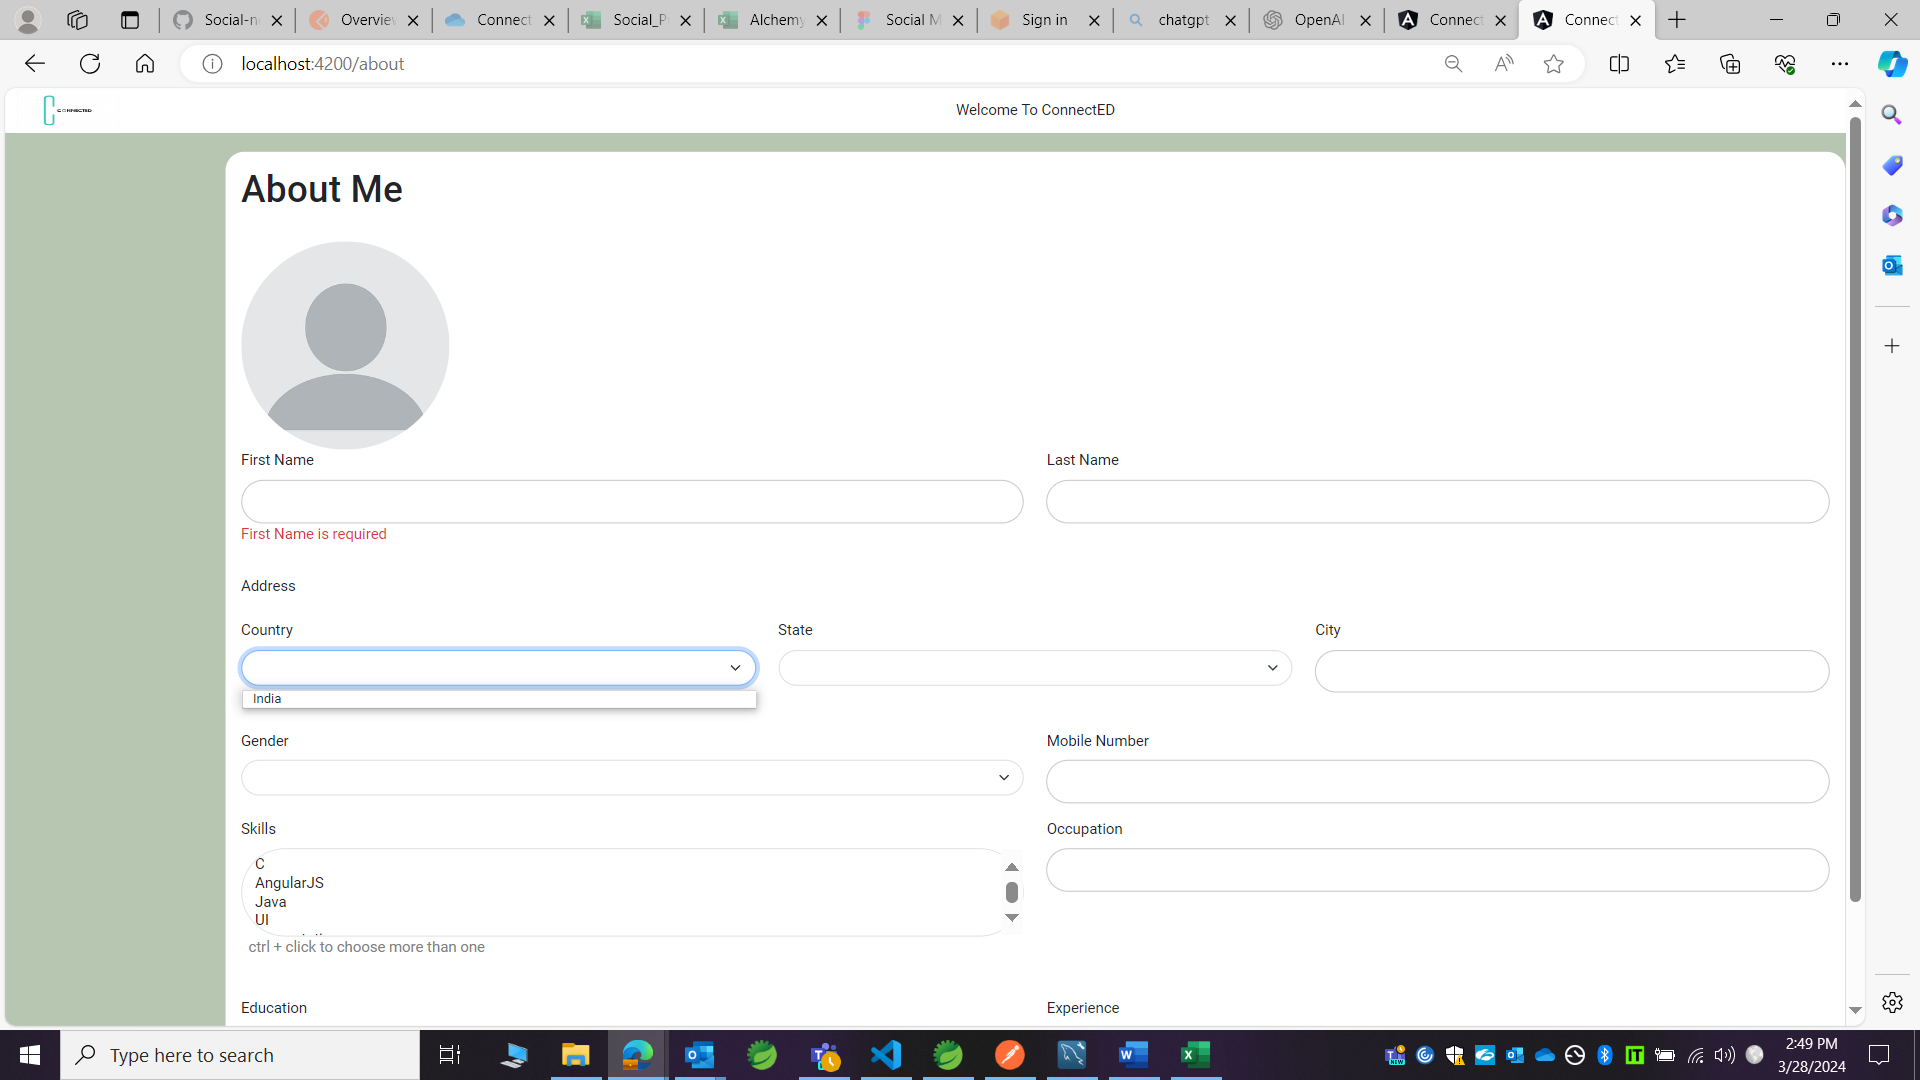 Social-n
Overview
Connect
Social_P
Alchemy
Social M
Sign in
chatgpt
OpenAI
Connect
Connect
localhost:4200/about
Welcome To ConnectED
About Me
First Name
Last Name
First Name is required
Address
Country
State
City
India
Gender
Mobile Number
Skills
Occupation
C
AngularJS
Java
UI
ctrl + click to choose more than one
Education
Experience
Type here to search
2:49 PM
3/28/2024